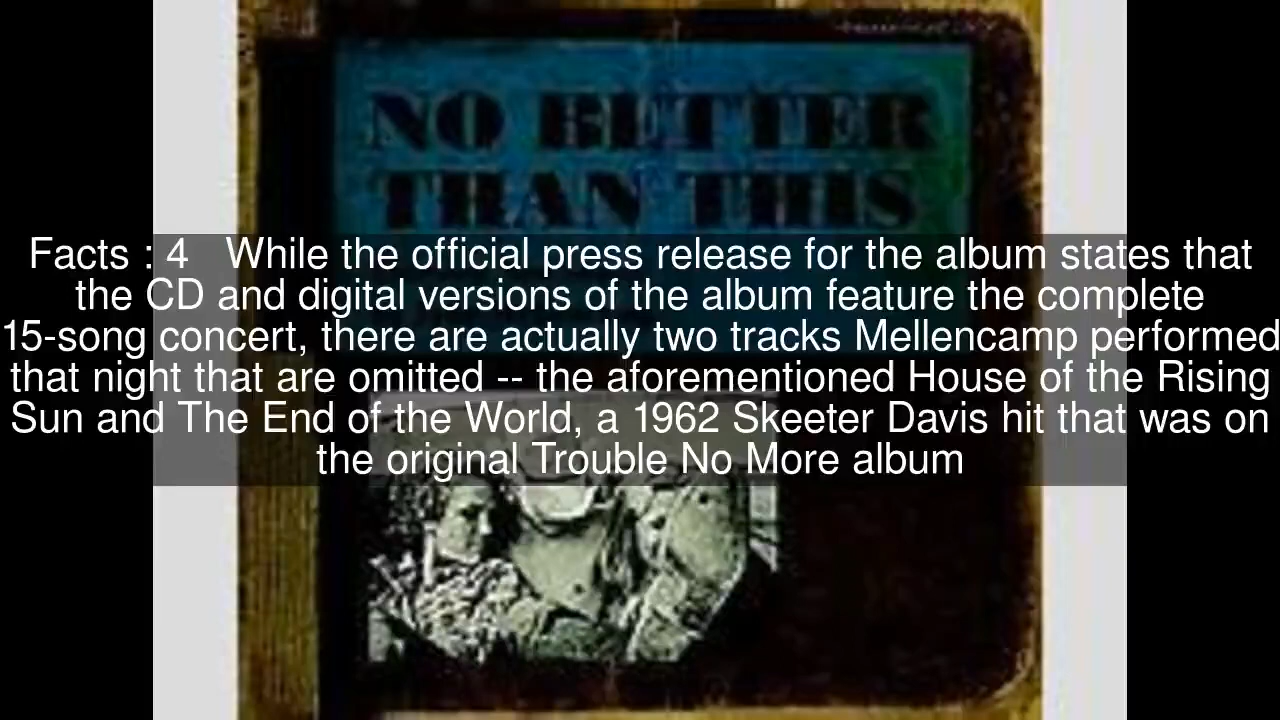 NO BETTER
THAN THIS
Facts : 4   While the official press release for the album states that
the CD and digital versions of the album feature the complete
15-song concert, there are actually two tracks Mellencamp performed
that night that are omitted -- the aforementioned House of the Rising
Sun and The End of the World, a 1962 Skeeter Davis hit that was on
the original Trouble No More album